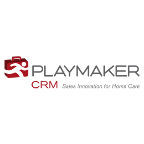 PLAYMAKER
CRM Sales Innovation for Home Care